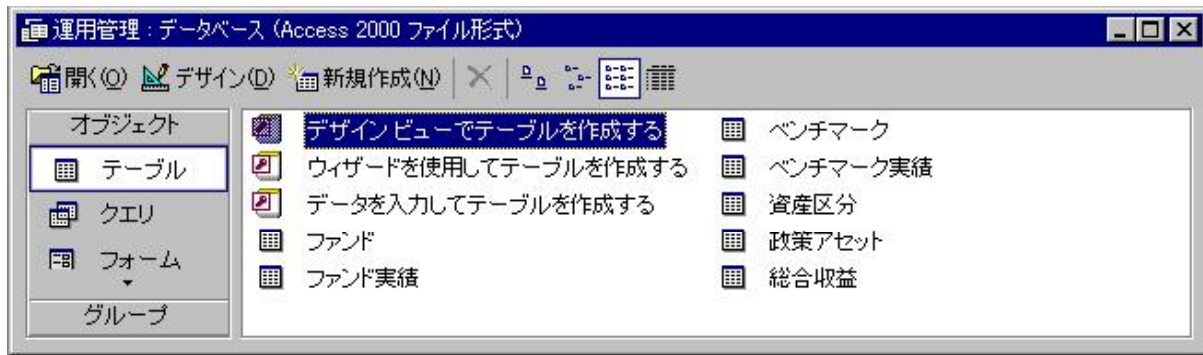 運用管理 : データベース (Access 2000 ファイル形式)
開く(O) デザイン(D) 新規作成(N)
オブジェクト
テーブル
クエリ
フォーム
グループ
デザイン ビューでテーブルを作成する
ウィザードを使用してテーブルを作成する
データを入力してテーブルを作成する
ファンド
ファンド実績
ベンチマーク
ベンチマーク実績
資産区分
政策アセット
総合収益